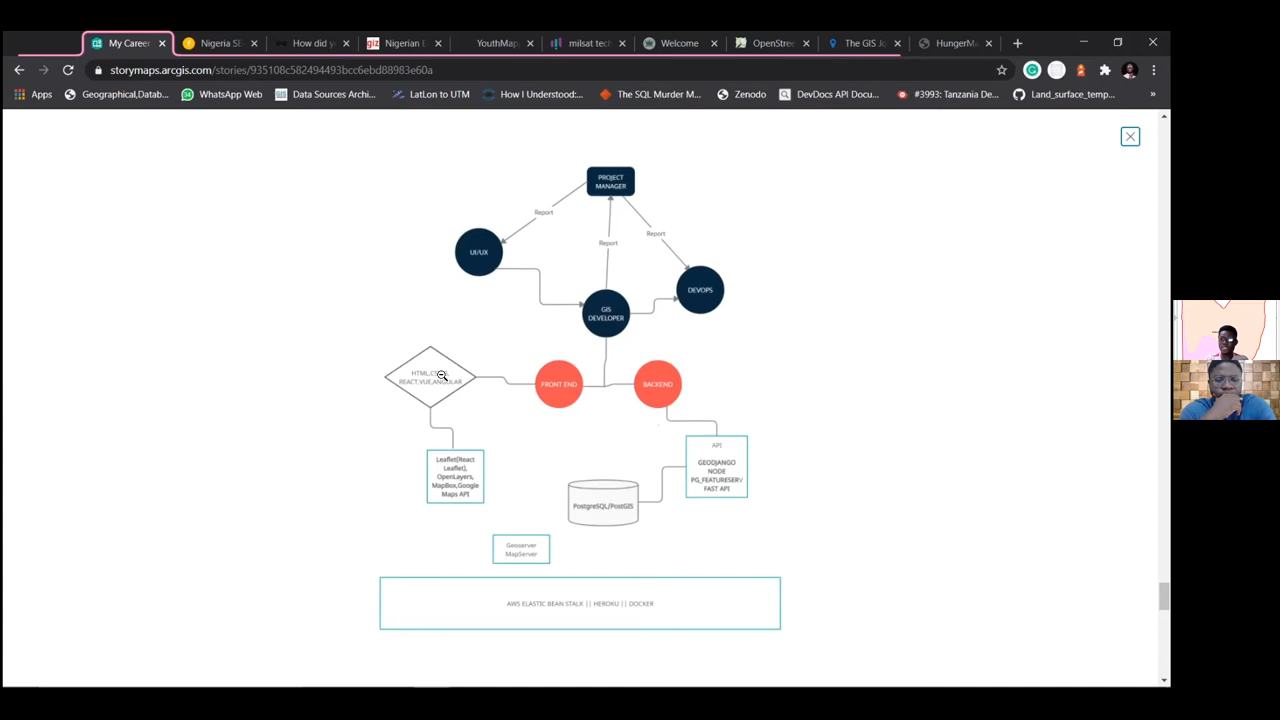 My Career
Nigeria SE
How did y
giz
Nigerian E
YouthMap
milsat tech
Welcome
OpenStree
The GIS Jo
HungerMa
storymaps.arcgis.com/stories/935108c582494493bcc6ebd88983e60a
Apps
Geographical,Datab...
WhatsApp Web
Data Sources Archi...
LatLon to UTM
How I Understood:...
The SQL Murder M...
Zenodo
DevDocs API Docu...
#3993: Tanzania De...
Land_surface_temp...
»
PROJECT
MANAGER
Report
Report
Report
UI/UX
DEVOPS
GIS
DEVELOPER
REACT,VUE,ANGULAR
FRONT END
BACKEND
Leaflet(React
Leaflet),
OpenLayers,
MapBox,Google
Maps API
API
GEODJANGO
NODE
PG_FEATURESERV
FAST API
PostgreSQL/PostGIS
Geoserver
MapServer
AWS ELASTIC BEAN STALK || HEROKU || DOCKER